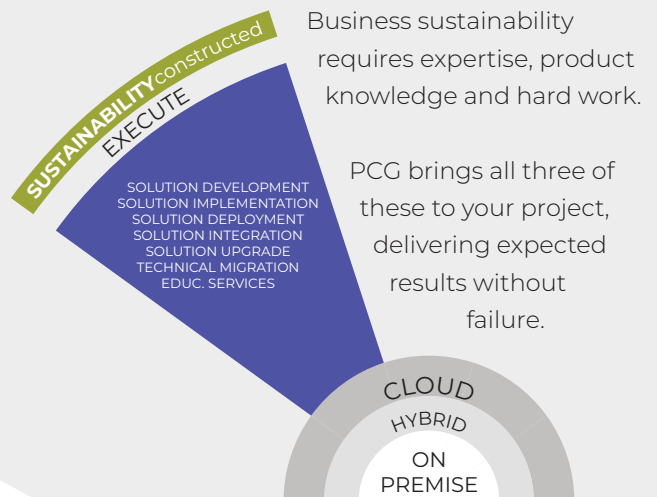 SUSTAINABILITYconstructed
EXECUTE
SOLUTION DEVELOPMENT
SOLUTION IMPLEMENTATION
SOLUTION DEPLOYMENT
SOLUTION INTEGRATION
SOLUTION UPGRADE
TECHNICAL MIGRATION
EDUC. SERVICES
Business sustainability
requires expertise, product
knowledge and hard work.
PCG brings all three of
these to your project,
delivering expected
results without
failure.
CLOUD
HYBRID
ON
PREMISE